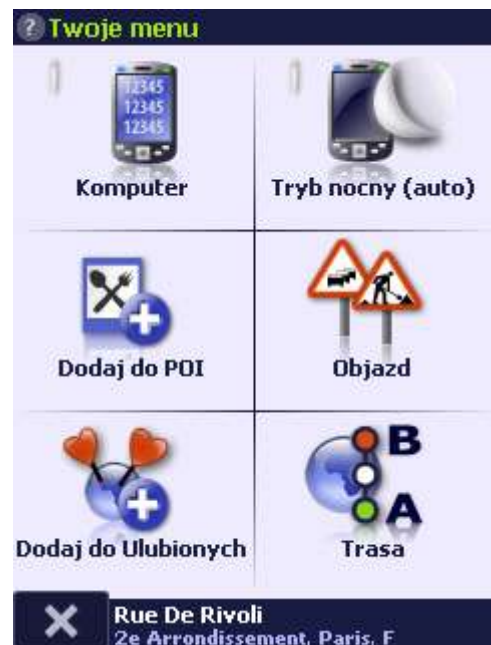 ? Twoje menu
12345
12345
12345
Komputer
Tryb nocny (auto)
Dodaj do POI
Objazd
B
A
Dodaj do Ulubionych
Trasa
Rue De Rivoli
2e Arrondissement, Paris, F